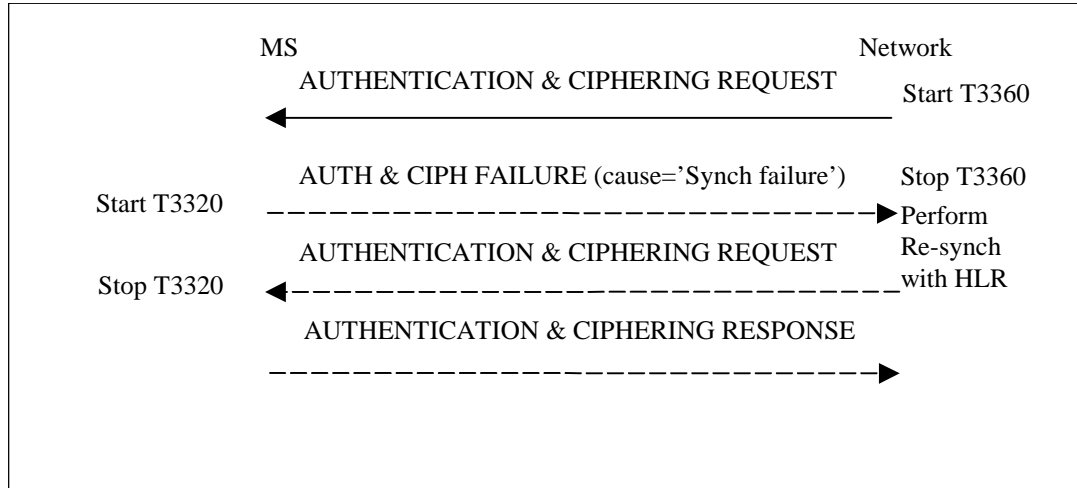 MS
Network
AUTHENTICATION & CIPHERING REQUEST
Start T3360
AUTH & CIPH FAILURE (cause='Synch failure')
Stop T3360
Start T3320
Perform
Re-synch
with HLR
AUTHENTICATION & CIPHERING REQUEST
Stop T3320
AUTHENTICATION & CIPHERING RESPONSE